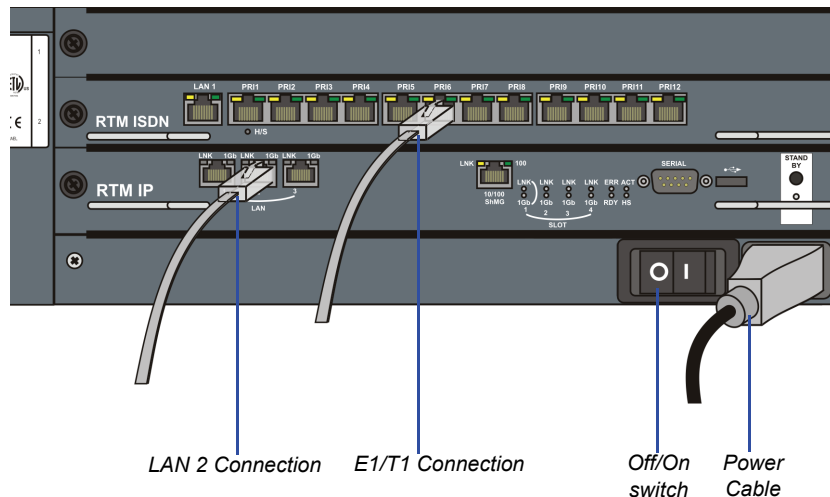 1
LAN 1 PRI1 PRI2 PRI3 PRI4 PRI5 PRI6 PRI7 PRI8 PRI9 PRI10 PRI11 PRI12
RTM ISDN
H/S
2
RTM IP
LNK 1Gb LNK 1Gb LNK 1Gb
3
LAN
LNK 100
10/100
ShMG
LNK LNK LNK LNK ERR ACT
1Gb 1Gb 1Gb 1Gb RDY HS
1 2 3 4
SLOT
SERIAL
STAND
BY
O I
LAN 2 Connection
E1/T1 Connection
Off/On
switch
Power
Cable